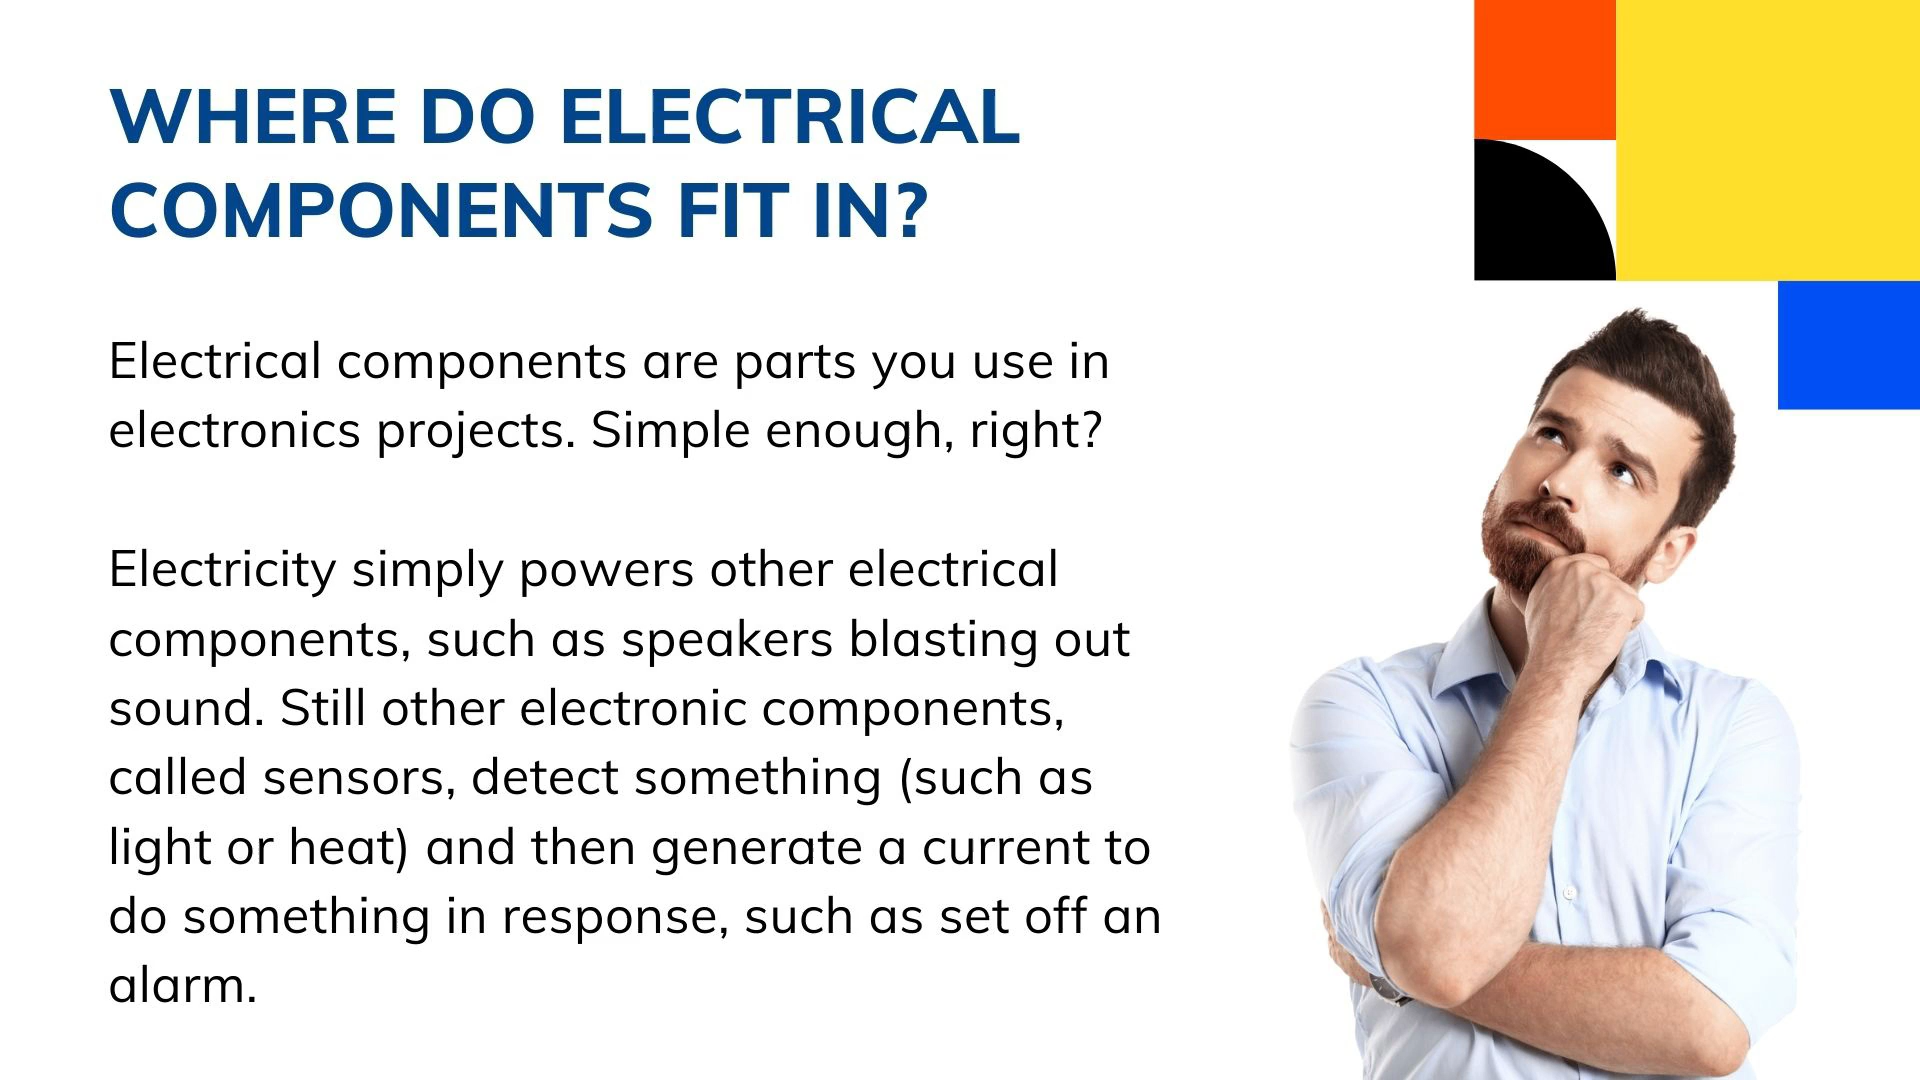 WHERE DO ELECTRICAL
COMPONENTS FIT IN?
Electrical components are parts you use in
electronics projects. Simple enough, right?
Electricity simply powers other electrical
components, such as speakers blasting out
sound. Still other electronic components,
called sensors, detect something (such as
light or heat) and then generate a current to
do something in response, such as set off an
alarm.